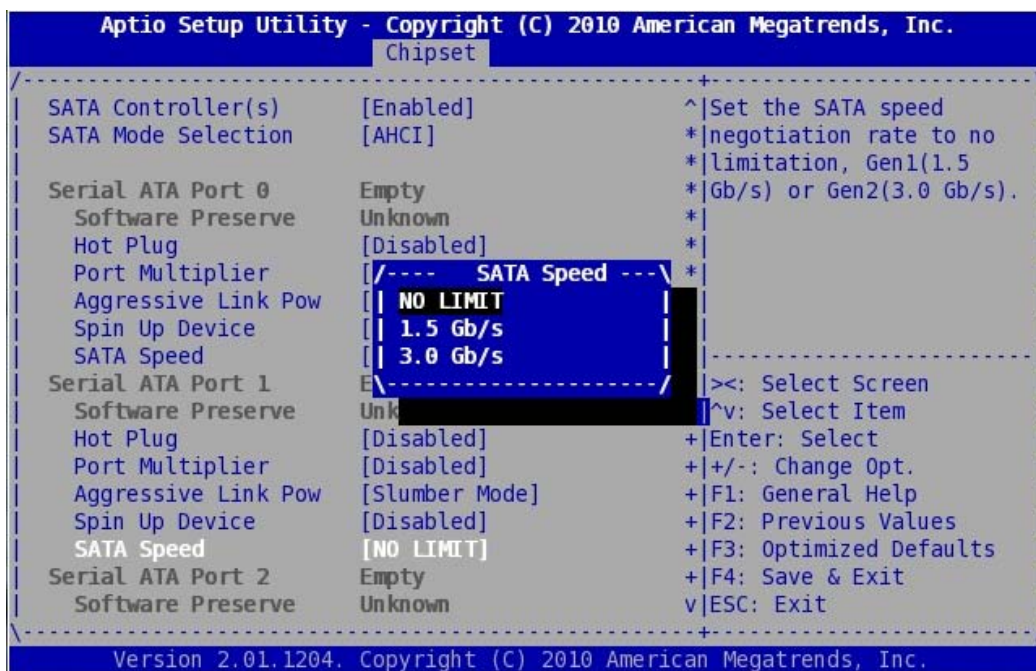 Aptio Setup Utility - Copyright (C) 2010 American Megatrends, Inc.
Chipset
/----------------------------------------------------+-------------------------
| SATA Controller(s) [Enabled] ^|Set the SATA speed
| SATA Mode Selection [AHCI] *|negotiation rate to no
| *|limitation, Gen1(1.5
| Serial ATA Port 0 Empty *|Gb/s) or Gen2(3.0 Gb/s).
| Software Preserve Unknown *|
| Hot Plug [Disabled] *|
| Port Multiplier [/---- SATA Speed ---\ *|
| Aggressive Link Pow [| NO LIMIT | |
| Spin Up Device [| 1.5 Gb/s | |
| SATA Speed [| 3.0 Gb/s | |-------------------------
| Serial ATA Port 1 E\---------------------/ |><: Select Screen
| Software Preserve Unk |^v: Select Item
| Hot Plug [Disabled] +|Enter: Select
| Port Multiplier [Disabled] +|+/-: Change Opt.
| Aggressive Link Pow [Slumber Mode] +|F1: General Help
| Spin Up Device [Disabled] +|F2: Previous Values
| SATA Speed [NO LIMIT] +|F3: Optimized Defaults
| Serial ATA Port 2 Empty +|F4: Save & Exit
| Software Preserve Unknown v|ESC: Exit
\----------------------------------------------------+-------------------------
Version 2.01.1204. Copyright (C) 2010 American Megatrends, Inc.